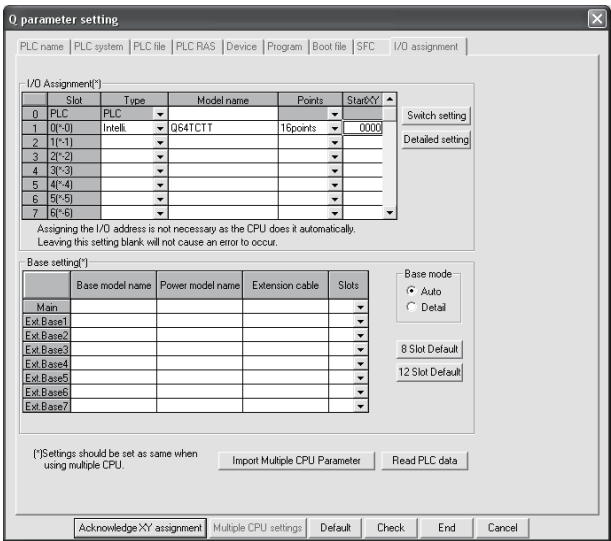 Q parameter setting
PLC name PLC system PLC file PLC RAS Device Program Boot file SFC I/O assignment
I/O Assignment(*)
Slot Type Model name Points StartXY
0 PLC PLC
1 0(*-0) Intelli. Q64TCTT 16points 0000
2 1(*-1)
3 2(*-2)
4 3(*-3)
5 4(*-4)
6 5(*-5)
7 6(*-6)
Switch setting
Detailed setting
Assigning the I/O address is not necessary as the CPU does it automatically.
Leaving this setting blank will not cause an error to occur.
Base setting(*)
Base model name Power model name Extension cable Slots
Main
Ext.Base1
Ext.Base2
Ext.Base3
Ext.Base4
Ext.Base5
Ext.Base6
Ext.Base7
Base mode
Auto
Detail
8 Slot Default
12 Slot Default
(*)Settings should be set as same when
using multiple CPU.
Import Multiple CPU Parameter Read PLC data
Acknowledge XY assignment Multiple CPU settings Default Check End Cancel